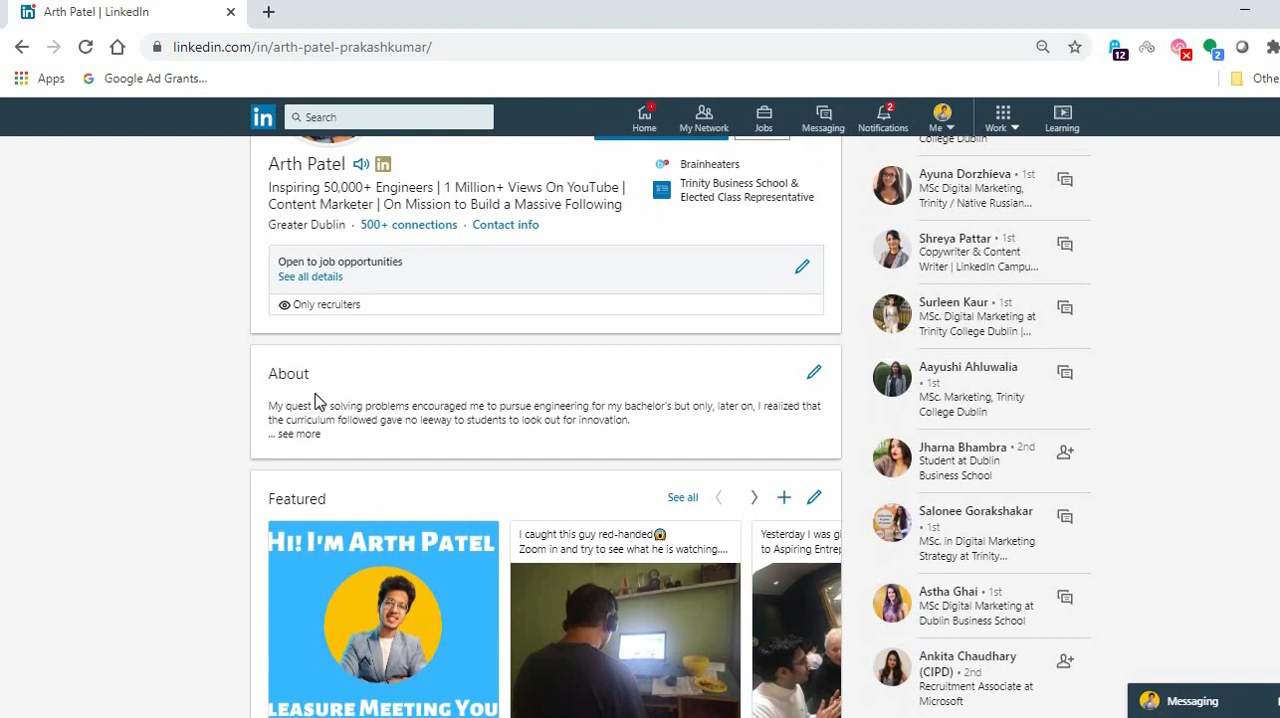 Arth Patel | LinkedIn
linkedin.com/in/arth-patel-prakashkumar/
12
2
Apps
Google Ad Grants...
Othe
in
Search
Home
My Network
Jobs
Messaging
2
Notifications
Me
Work
Learning
Arth Patel
in
Inspiring 50,000+ Engineers | 1 Million+ Views On YouTube |
Content Marketer | On Mission to Build a Massive Following
Greater Dublin · 500+ connections · Contact info
Brainheaters
Trinity Business School &
Elected Class Representative
Open to job opportunities
See all details
Only recruiters
About
My quest solving problems encouraged me to pursue engineering for my bachelor's but only, later on, I realized that
the curriculum followed gave no leeway to students to look out for innovation.
... see more
Featured
See all
HI! I'M ARTH PATEL
LEASURE MEETING YOU
I caught this guy red-handed😱
Zoom in and try to see what he is watching....
Yesterday I was gi
to Aspiring Entrep
College Dublin
Ayuna Dorzhieva • 1st
MSc Digital Marketing,
Trinity / Native Russian...
Shreya Pattar • 1st
Copywriter & Content
Writer | LinkedIn Campu...
Surleen Kaur • 1st
MSc. Digital Marketing at
Trinity College Dublin |...
Aayushi Ahluwalia
• 1st
MSc. Marketing, Trinity
College Dublin
Jharna Bhambra • 2nd
Student at Dublin
Business School
Salonee Gorakshakar
• 1st
MSc. in Digital Marketing
Strategy at Trinity...
Astha Ghai • 1st
MSc Digital Marketing at
Dublin Business School
Ankita Chaudhary
(CIPD) • 2nd
Recruitment Associate at
Microsoft
Messaging